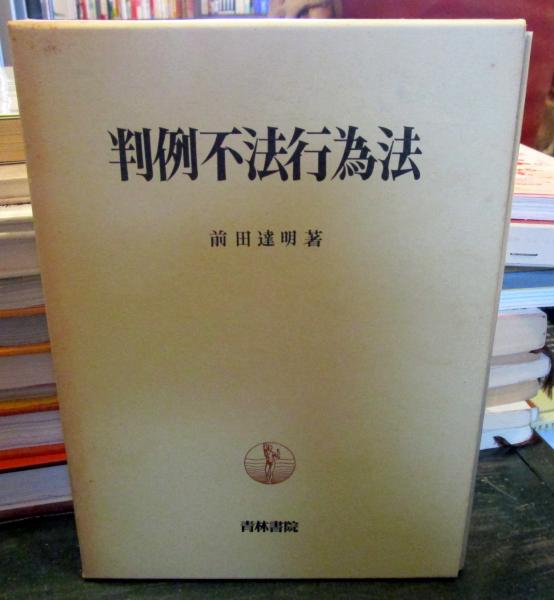 判例不法行為法
前田達明著
青林書院